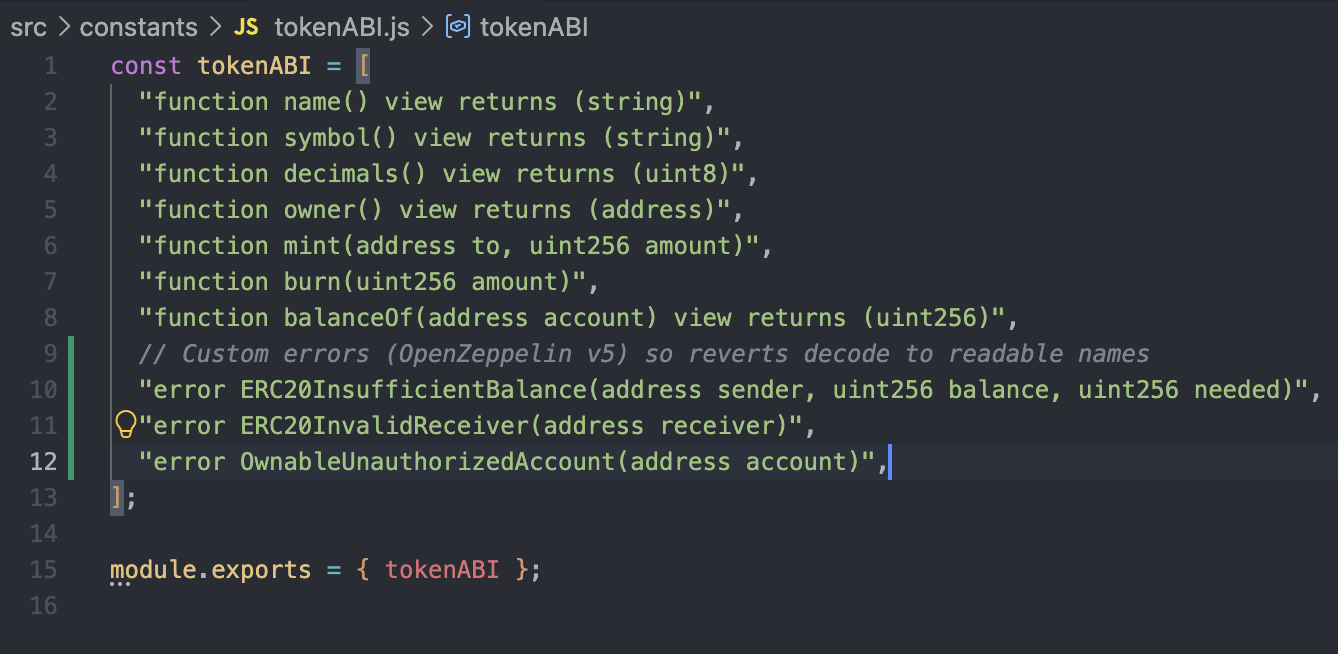 src > constants > JS tokenABI.js > tokenABI
1 const tokenABI = [
2 "function name() view returns (string)",
3 "function symbol() view returns (string)",
4 "function decimals() view returns (uint8)",
5 "function owner() view returns (address)",
6 "function mint(address to, uint256 amount)",
7 "function burn(uint256 amount)",
8 "function balanceOf(address account) view returns (uint256)",
9 // Custom errors (OpenZeppelin v5) so reverts decode to readable names
10 "error ERC20InsufficientBalance(address sender, uint256 balance, uint256 needed)",
11 "error ERC20InvalidReceiver(address receiver)",
12 "error OwnableUnauthorizedAccount(address account)",
13 ];
14
15 module.exports = { tokenABI };
16